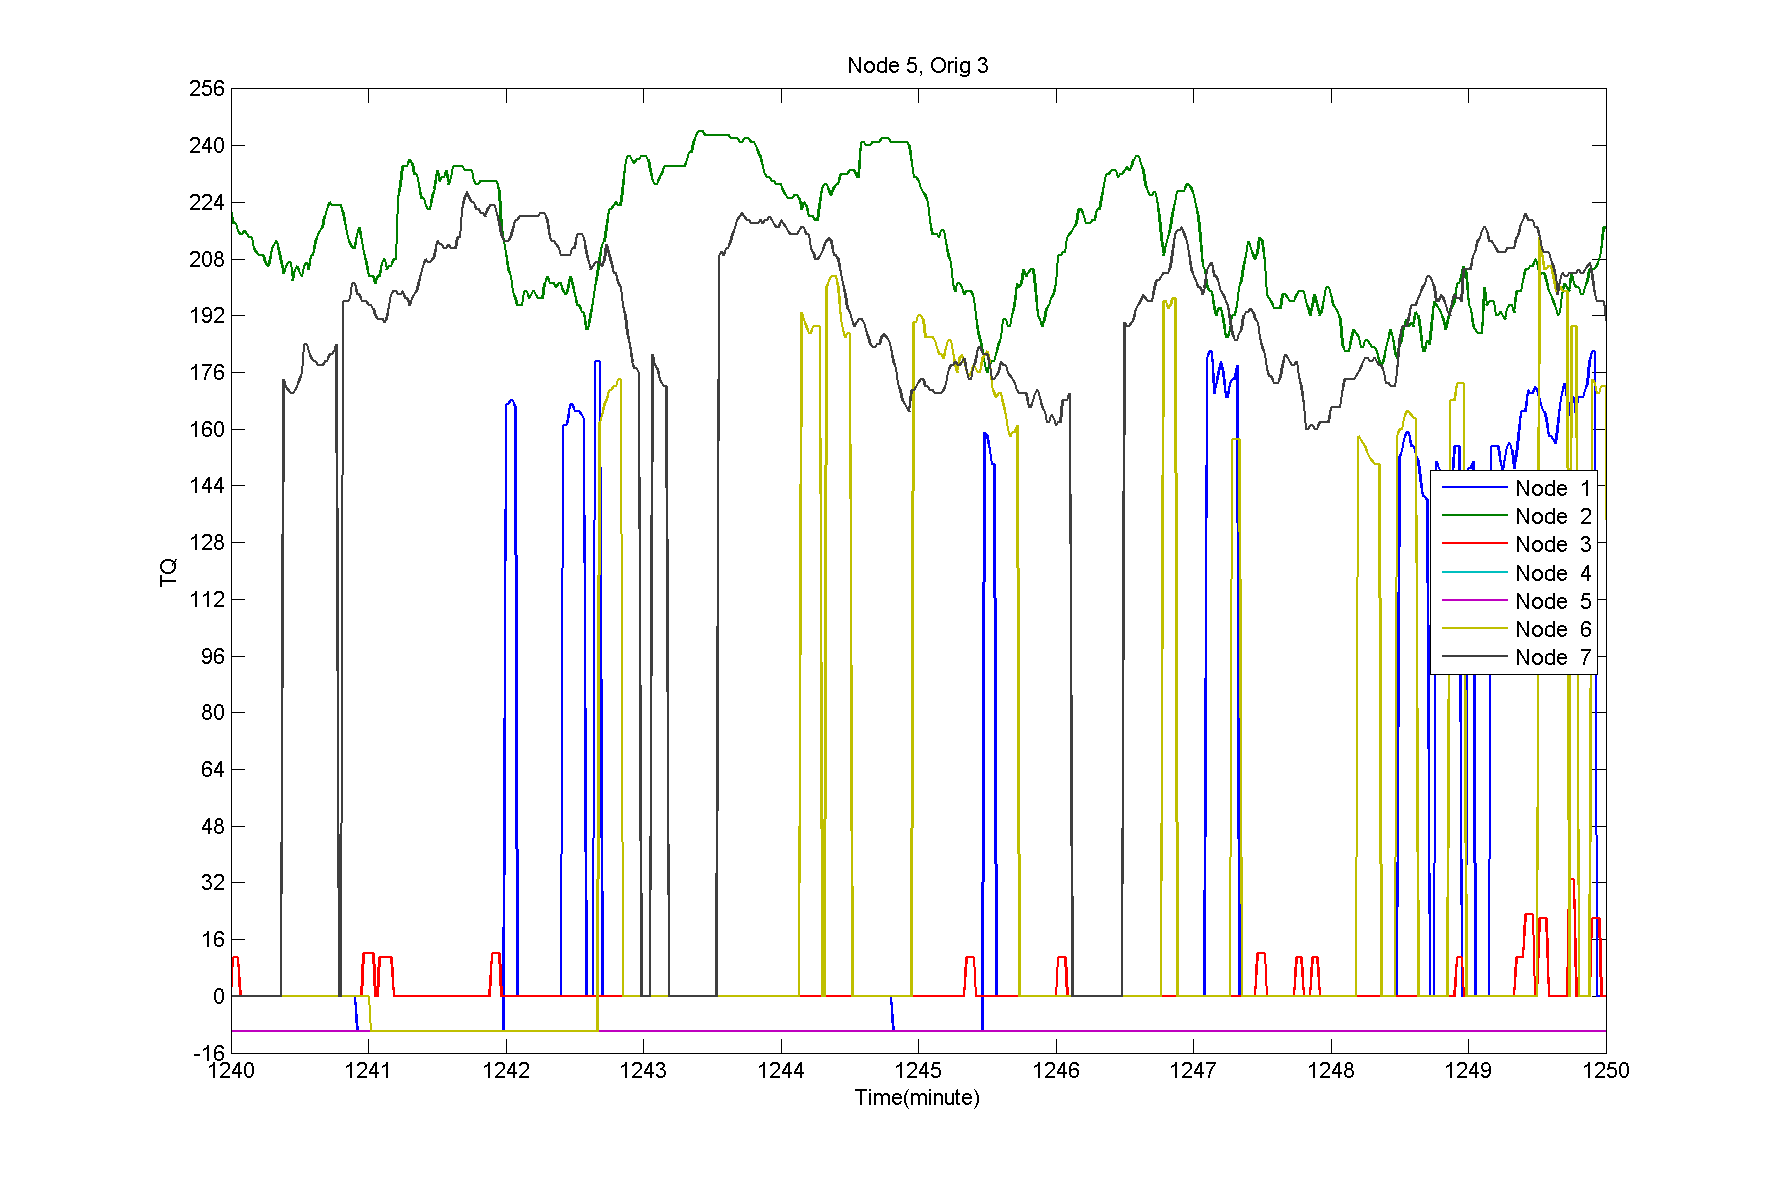 Node 5, Orig 3
256
240
224
208
192
176
160
144
128
112
96
80
64
48
32
16
0
-16
TQ
Node 1
Node 2
Node 3
Node 4
Node 5
Node 6
Node 7
1240 1241 1242 1243 1244 1245 1246 1247 1248 1249 1250
Time(minute)